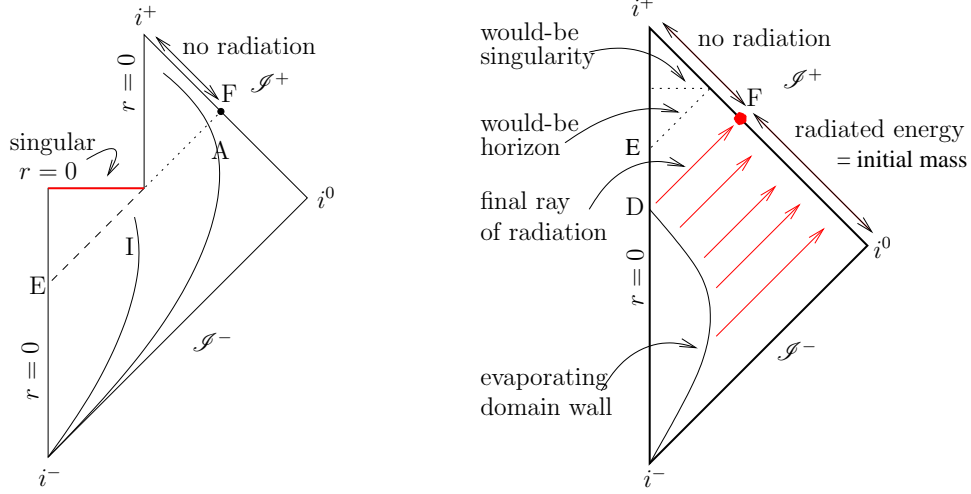 i⁺
no radiation
r = 0
F
𝓘⁺
singular
r = 0
A
i⁰
I
E
r = 0
𝓘⁻
i⁻
i⁺
would-be
singularity
no radiation
𝓘⁺
F
would-be
horizon
radiated energy
= initial mass
E
final ray
of radiation
D
r = 0
i⁰
𝓘⁻
evaporating
domain wall
i⁻